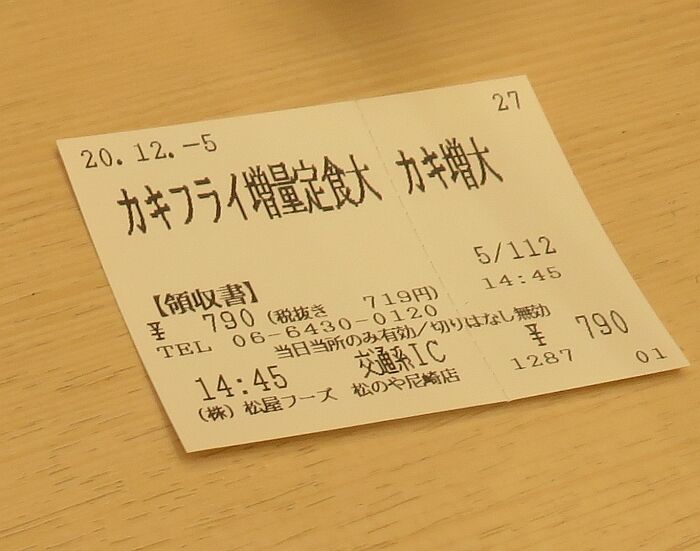 20.12.-5
27
カキフライ増量定食大 カキ増大
5/112
14:45
【領収書】
¥ 790 (税抜き 719円)
TEL 06-6430-0120
当日当所のみ有効/切りはなし無効
14:45 交通系IC
¥ 790
(株) 松屋フーズ 松のや尼崎店
1287
01